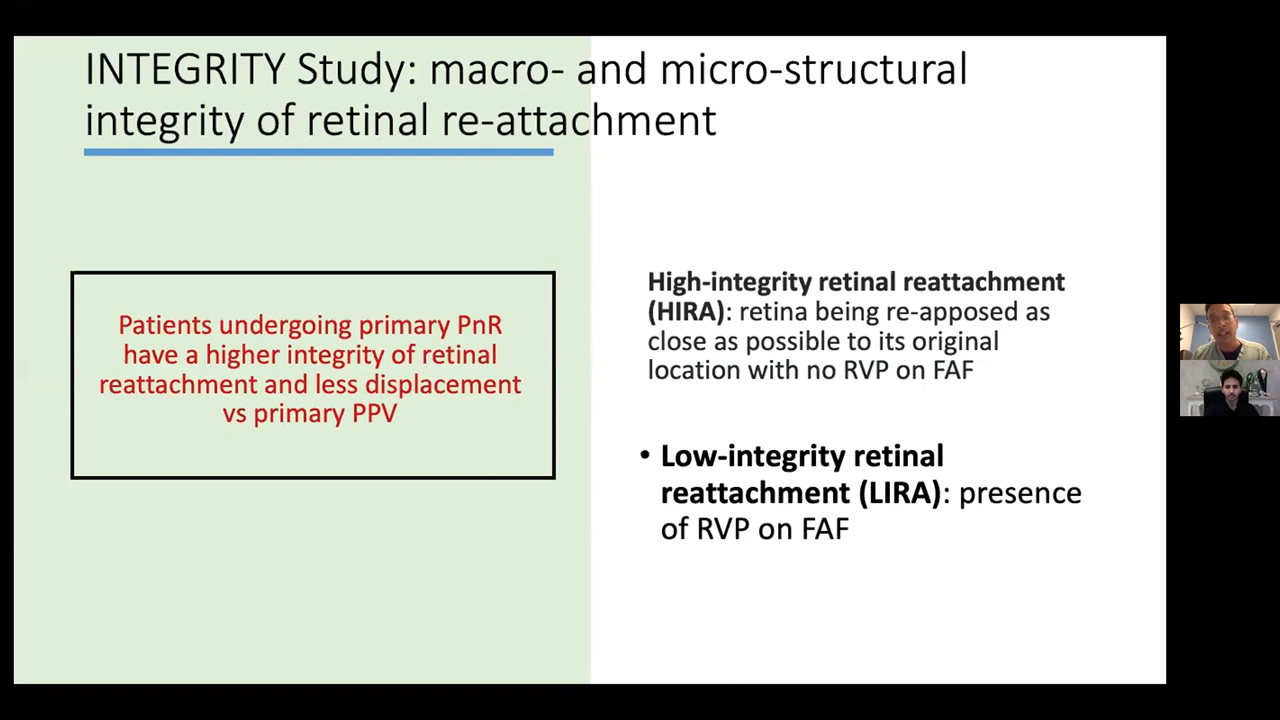 INTEGRITY Study: macro- and micro-structural
integrity of retinal re-attachment
Patients undergoing primary PnR
have a higher integrity of retinal
reattachment and less displacement
vs primary PPV
High-integrity retinal reattachment
(HIRA): retina being re-apposed as
close as possible to its original
location with no RVP on FAF
• Low-integrity retinal
reattachment (LIRA): presence
of RVP on FAF